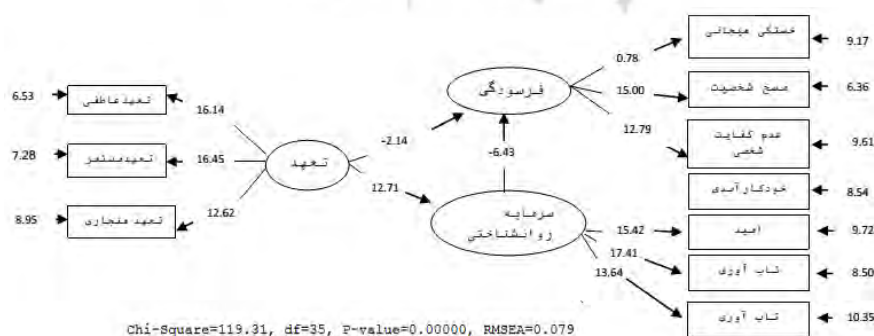 خستگی هیجانی
9.17
0.78
6.53
تعهد عاطفی
16.14
فرسودگی
15.00
مسخ شخصیت
6.36
-2.14
12.79
عدم کفایت
شخصی
9.61
7.28
تعهد مستمر
16.45
تعهد
-6.43
خودکارآمدی
8.54
12.71
8.95
تعهد هنجاری
12.62
سرمایه
روانشناختی
15.42
امید
9.72
17.41
تاب آوری
8.50
13.64
تاب آوری
10.35
Chi-Square=119.31, df=35, P-value=0.00000, RMSEA=0.079